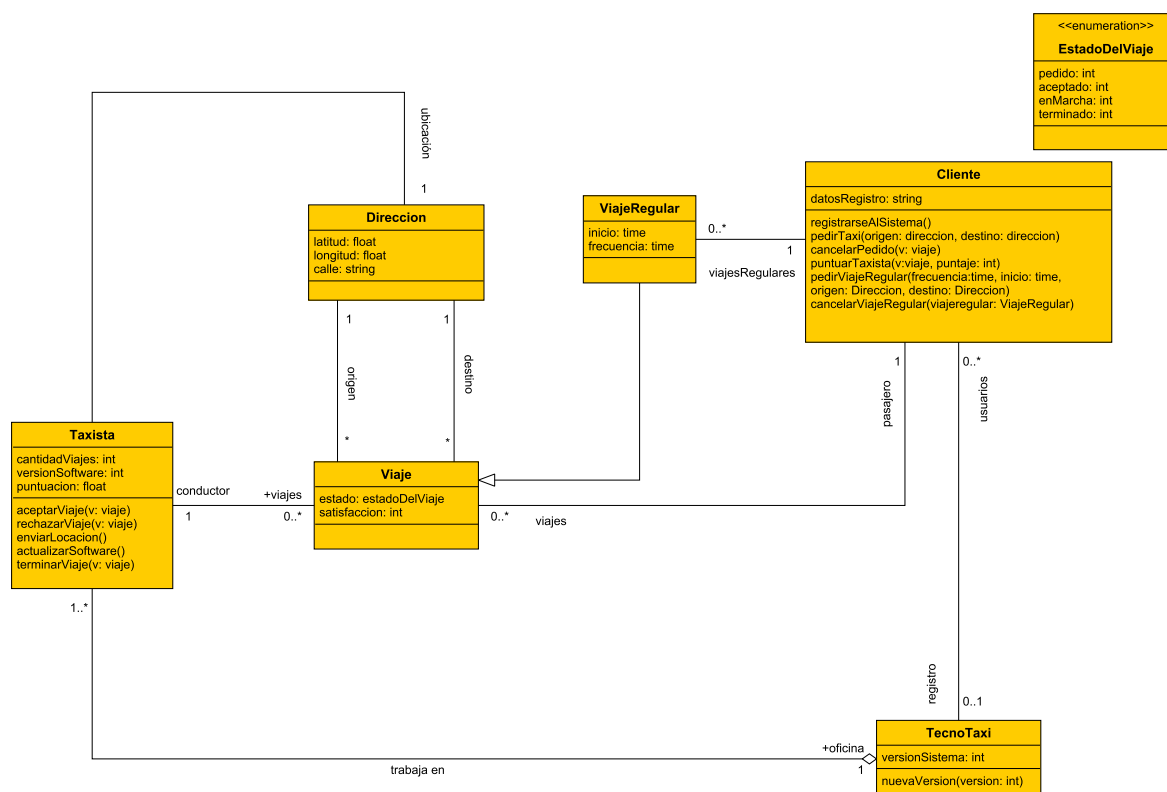 <<enumeration>>
EstadoDelViaje
pedido: int
aceptado: int
enMarcha: int
terminado: int
ubicación
1
Direccion
latitud: float
longitud: float
calle: string
ViajeRegular
inicio: time
frecuencia: time
0..*
1
viajesRegulares
Cliente
datosRegistro: string
registrarseAlSistema()
pedirTaxi(origen: direccion, destino: direccion)
cancelarPedido(v: viaje)
puntuarTaxista(v:viaje, puntaje: int)
pedirViajeRegular(frecuencia:time, inicio: time,
origen: Direccion, destino: Direccion)
cancelarViajeRegular(viajeregular: ViajeRegular)
1
1
origen
destino
*
*
1
0..*
pasajero
usuarios
Taxista
cantidadViajes: int
versionSoftware: int
puntuacion: float
aceptarViaje(v: viaje)
rechazarViaje(v: viaje)
enviarLocacion()
actualizarSoftware()
terminarViaje(v: viaje)
conductor
+viajes
1
0..*
Viaje
estado: estadoDelViaje
satisfaccion: int
0..*
viajes
1..*
registro
0..1
+oficina
1
trabaja en
TecnoTaxi
versionSistema: int
nuevaVersion(version: int)